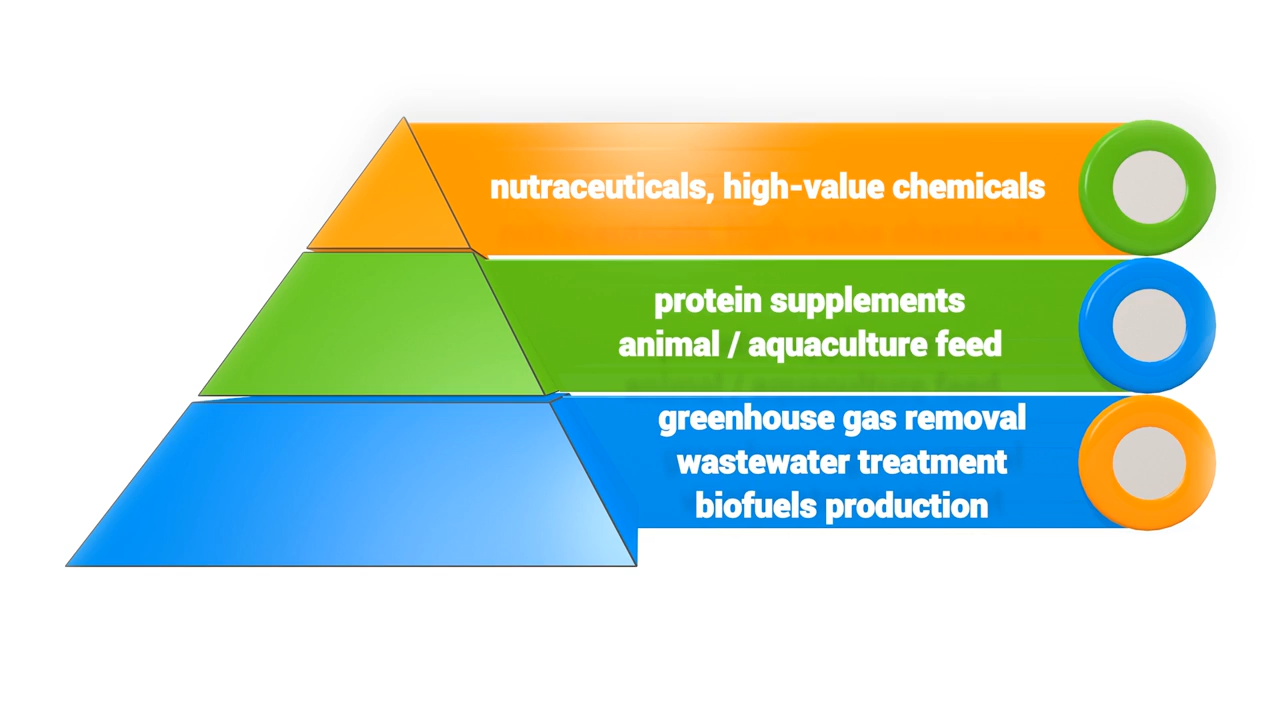 nutraceuticals, high-value chemicals
protein supplements
animal / aquaculture feed
greenhouse gas removal
wastewater treatment
biofuels production